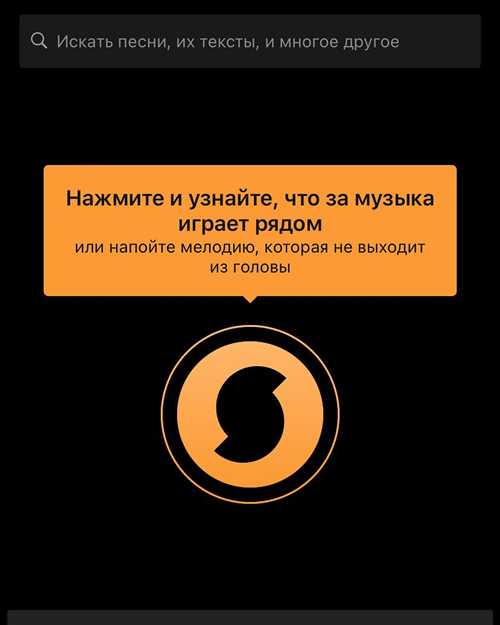 Искать песни, их тексты, и многое другое
Нажмите и узнайте, что за музыка
играет рядом
или напойте мелодию, которая не выходит
из головы